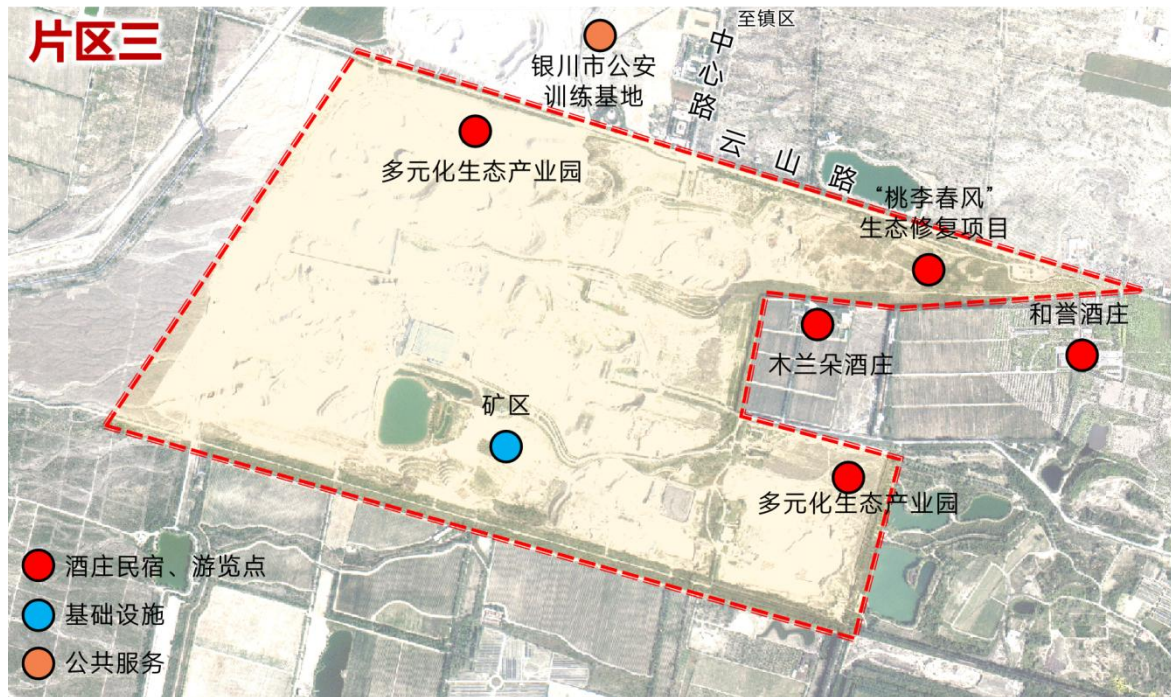 片区三
至镇区
中心路
银川市公安
训练基地
云山路
多元化生态产业园
“桃李春风”
生态修复项目
和誉酒庄
木兰朵酒庄
矿区
多元化生态产业园
酒庄民宿、游览点
基础设施
公共服务